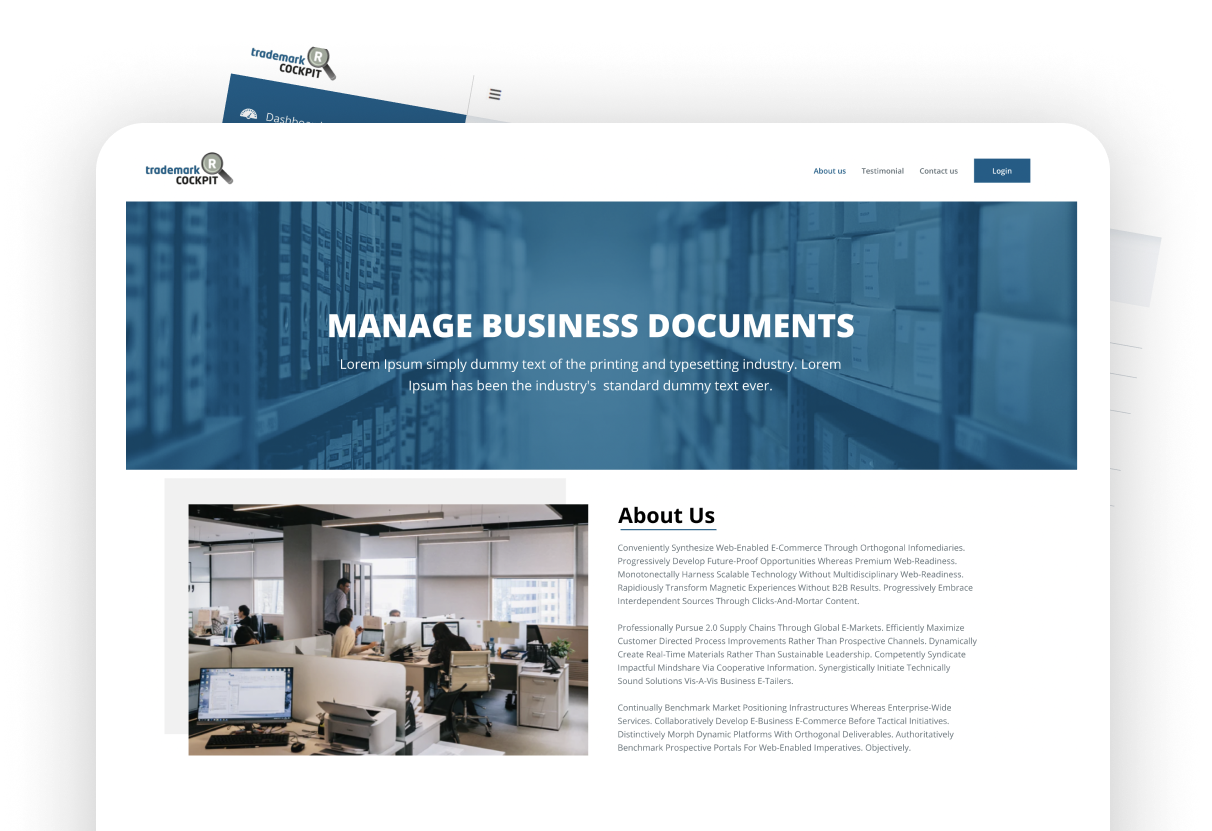 trademark
R
COCKPIT
trademark
R
COCKPIT
About us
Testimonial
Contact us
Login
MANAGE BUSINESS DOCUMENTS
Lorem Ipsum simply dummy text of the printing and typesetting industry. Lorem
Ipsum has been the industry's  standard dummy text ever.
About Us
Conveniently Synthesize Web-Enabled E-Commerce Through Orthogonal Infomediaries.
Progressively Develop Future-Proof Opportunities Whereas Premium Web-Readiness.
Monotonectally Harness Scalable Technology Without Multidisciplinary Web-Readiness.
Rapidiously Transform Magnetic Experiences Without B2B Results. Progressively Embrace
Interdependent Sources Through Clicks-And-Mortar Content.
Professionally Pursue 2.0 Supply Chains Through Global E-Markets. Efficiently Maximize
Customer Directed Process Improvements Rather Than Prospective Channels. Dynamically
Create Real-Time Materials Rather Than Sustainable Leadership. Competently Syndicate
Impactful Mindshare Via Cooperative Information. Synergistically Initiate Technically
Sound Solutions Vis-A-Vis Business E-Tailers.
Continually Benchmark Market Positioning Infrastructures Whereas Enterprise-Wide
Services. Collaboratively Develop E-Business E-Commerce Before Tactical Initiatives.
Distinctively Morph Dynamic Platforms With Orthogonal Deliverables. Authoritatively
Benchmark Prospective Portals For Web-Enabled Imperatives. Objectively.